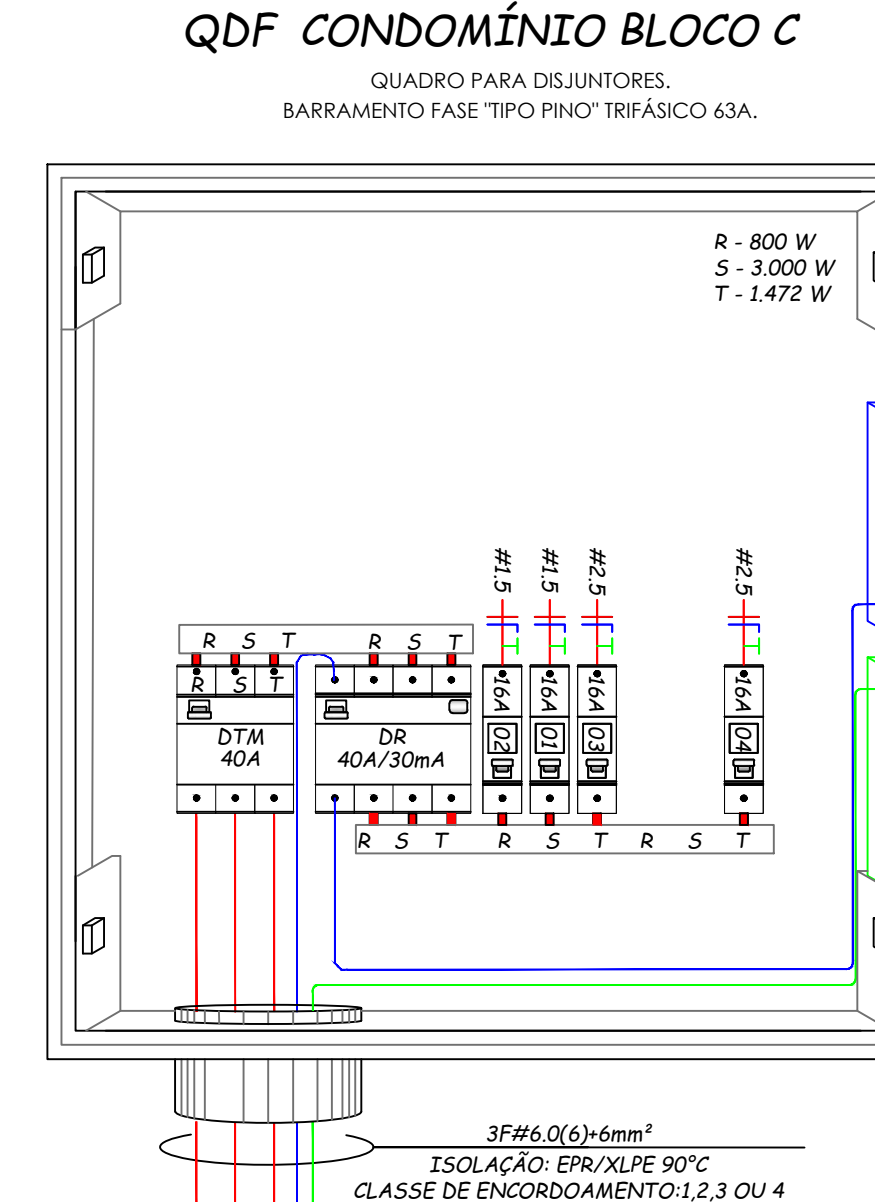 QDF CONDOMÍNIO BLOCO C
QUADRO PARA DISJUNTORES.
BARRAMENTO FASE "TIPO PINO" TRIFÁSICO 63A.
R - 800 W
S - 3.000 W
T - 1.472 W
#1.5
#1.5
#2.5
#2.5
R S T
R S T
R S T
DTM
40A
DR
40A/30mA
16A
02
16A
01
16A
03
16A
04
R S T R S T R S T
3F#6.0(6)+6mm²
ISOLAÇÃO: EPR/XLPE 90°C
CLASSE DE ENCORDOAMENTO:1,2,3 OU 4